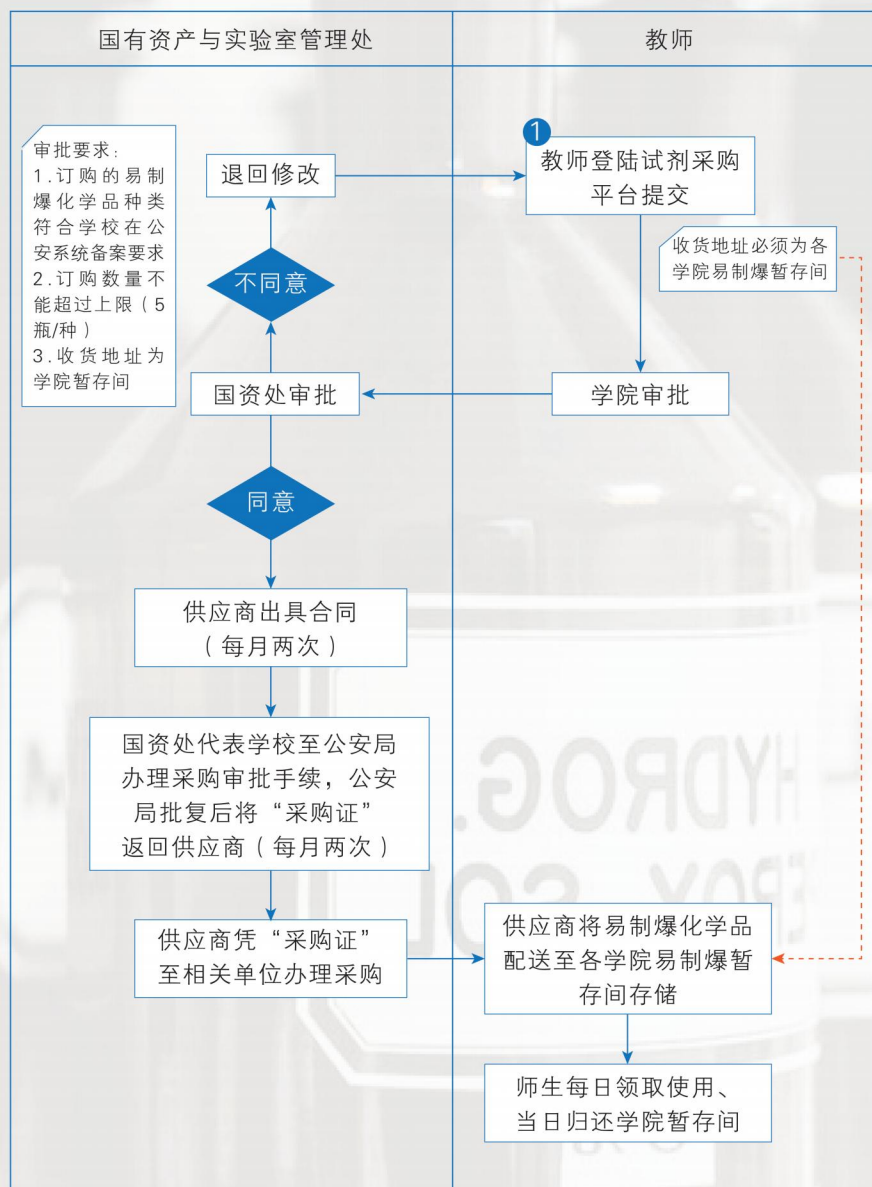 国有资产与实验室管理处
教师
审批要求：
1.订购的易制
爆化学品种类
符合学校在公
安系统备案要求
2.订购数量不
能超过上限（5
瓶/种）
3.收货地址为
学院暂存间
退回修改
1
教师登陆试剂采购
平台提交
收货地址必须为各
学院易制爆暂存间
不同意
国资处审批
学院审批
同意
供应商出具合同
（每月两次）
国资处代表学校至公安局
办理采购审批手续，公安
局批复后将“采购证”
返回供应商（每月两次）
供应商凭“采购证”
至相关单位办理采购
供应商将易制爆化学品
配送至各学院易制爆暂
存间存储
师生每日领取使用、
当日归还学院暂存间
HYDROG.